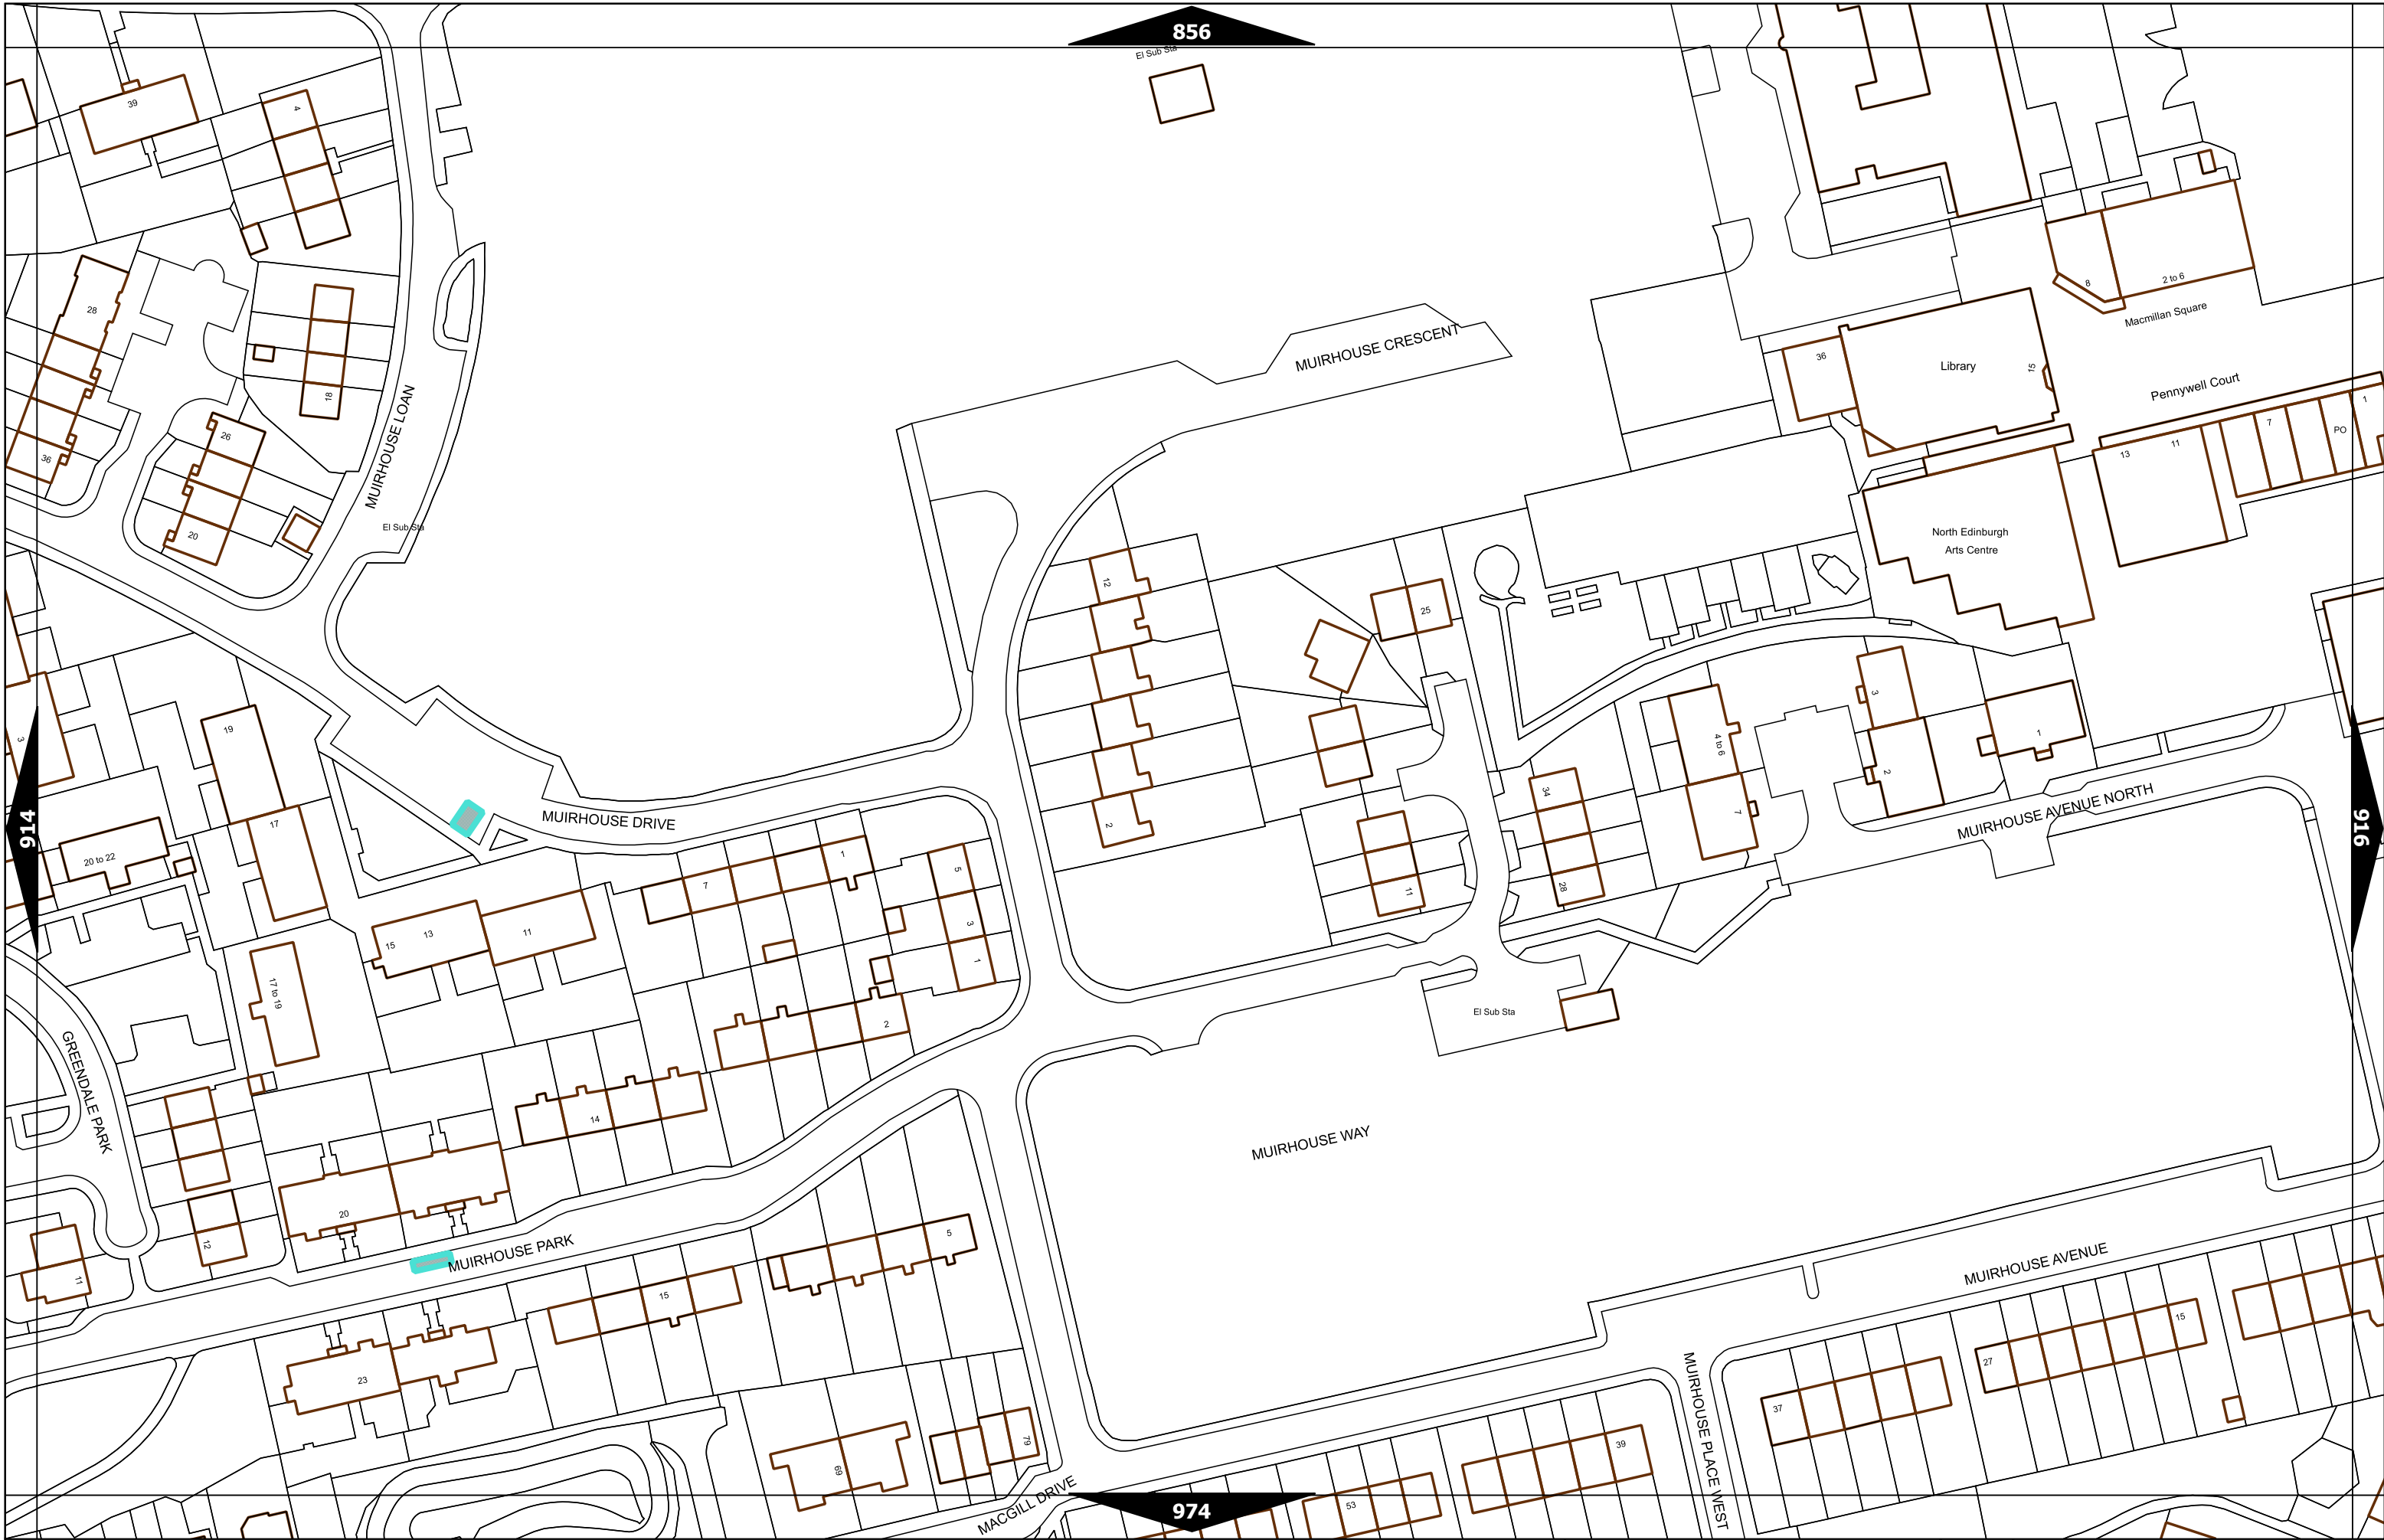 856
El Sub Sta
39
4
28
18
36
26
20
MUIRHOUSE LOAN
El Sub Sta
MUIRHOUSE CRESCENT
8
2 to 6
Macmillan Square
36
Library
15
Pennywell Court
13
11
7
PO
1
North Edinburgh
Arts Centre
12
25
2
11
34
28
4 to 6
7
3
2
1
MUIRHOUSE AVENUE NORTH
914
916
3
19
17
20 to 22
MUIRHOUSE DRIVE
15
13
11
7
1
5
3
1
2
17 to 19
GREENDALE PARK
14
El Sub Sta
MUIRHOUSE WAY
12
20
11
MUIRHOUSE PARK
5
15
23
MUIRHOUSE AVENUE
15
27
37
MUIRHOUSE PLACE WEST
39
53
69
79
MACGILL DRIVE
974